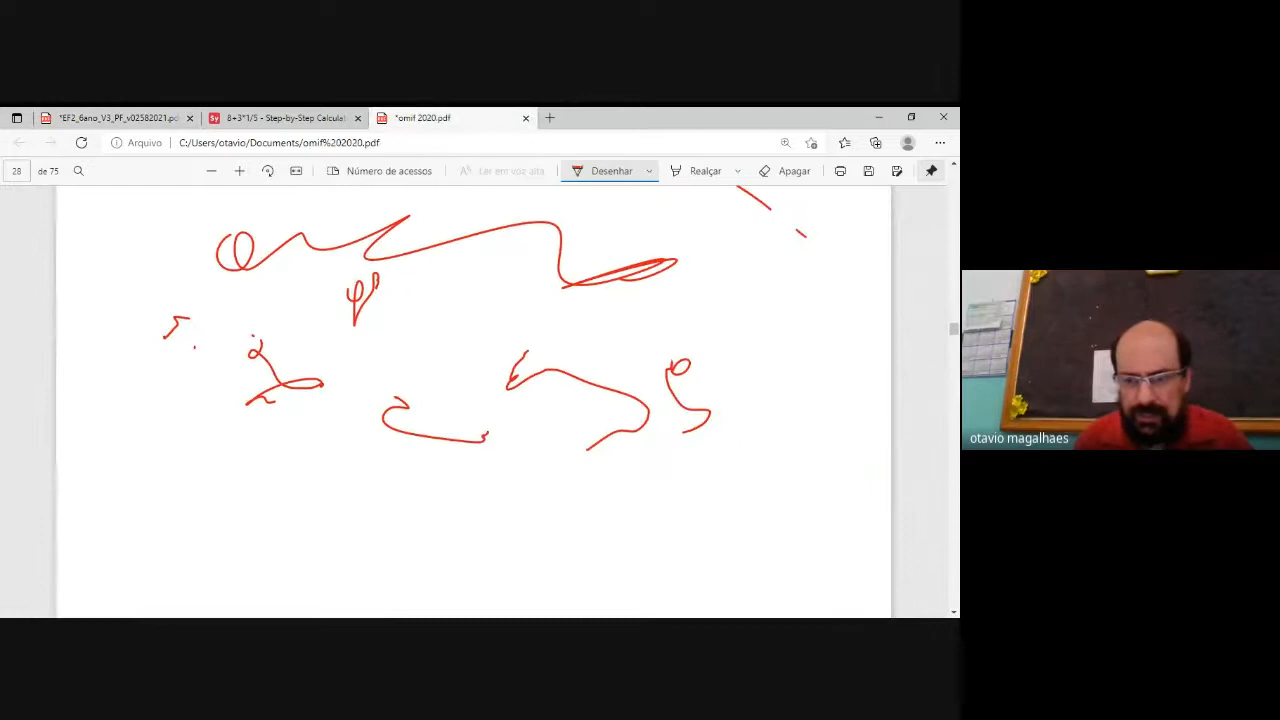 *EF2_6ano_V3_PF_v02582021.pd
8+3*1/5 - Step-by-Step Calculat
*omif 2020.pdf
Arquivo
C:/Users/otavio/Documents/omif%202020.pdf
28 de 75
Número de acessos
Ler em voz alta
Desenhar
Realçar
Apagar
otavio magalhaes